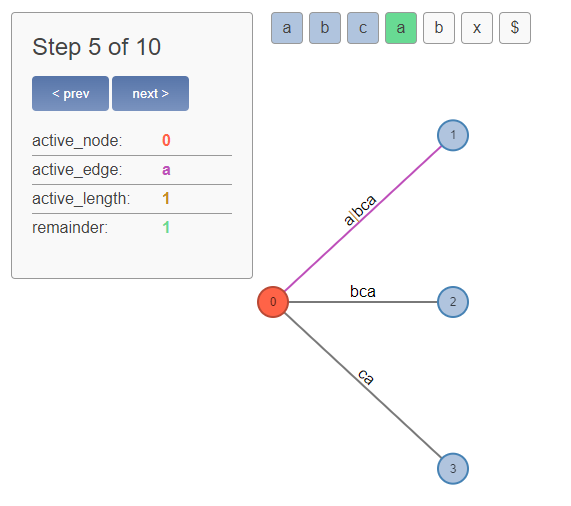 Step 5 of 10
< prev next >
active_node: 0
active_edge: a
active_length: 1
remainder: 1
a b c a b x $
1
a|bca
0
bca
2
ca
3